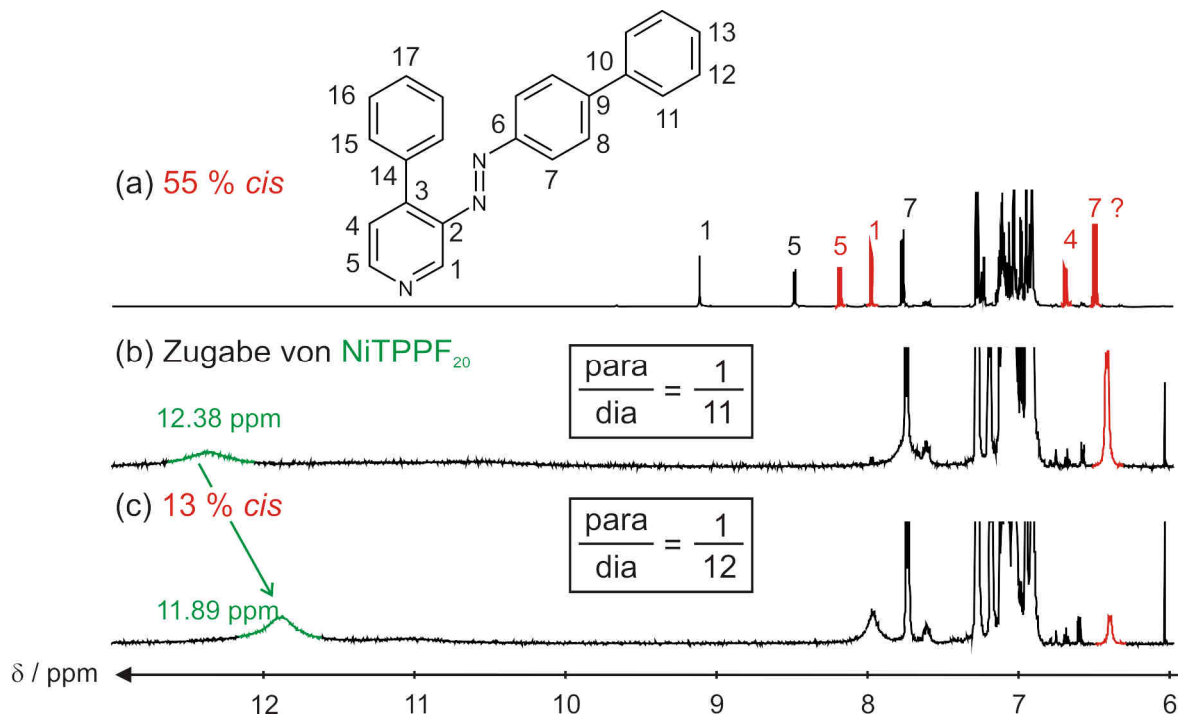 13
10
12
17
9
11
16
6
8
15
N
7
14
N
3
4
2
5
1
N
(a) 55 % cis
1
5
5
1
7
4
7 ?
(b) Zugabe von NiTPPF20
para
dia
=
1
11
12.38 ppm
(c) 13 % cis
para
dia
=
1
12
11.89 ppm
δ / ppm
12 11 10 9 8 7 6